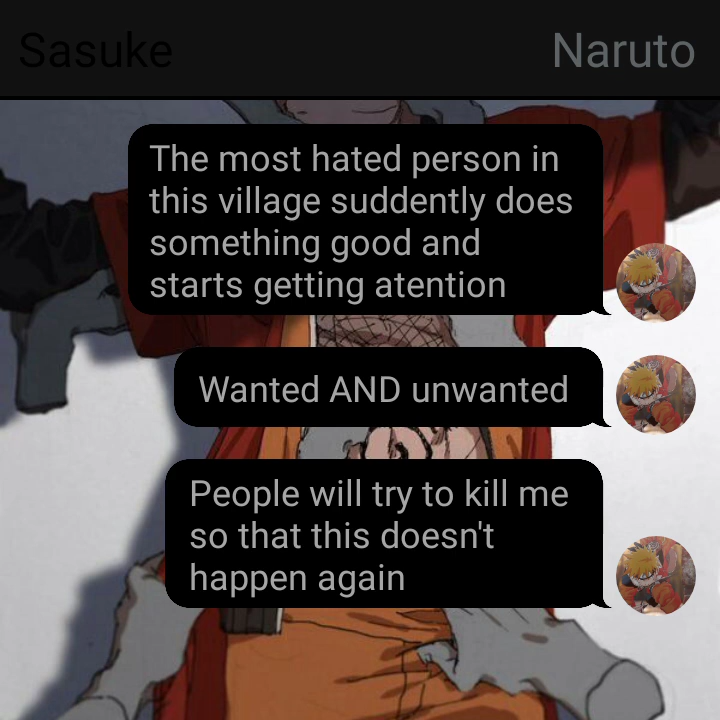 Sasuke
Naruto
The most hated person in
this village suddently does
something good and
starts getting atention
Wanted AND unwanted
People will try to kill me
so that this doesn't
happen again